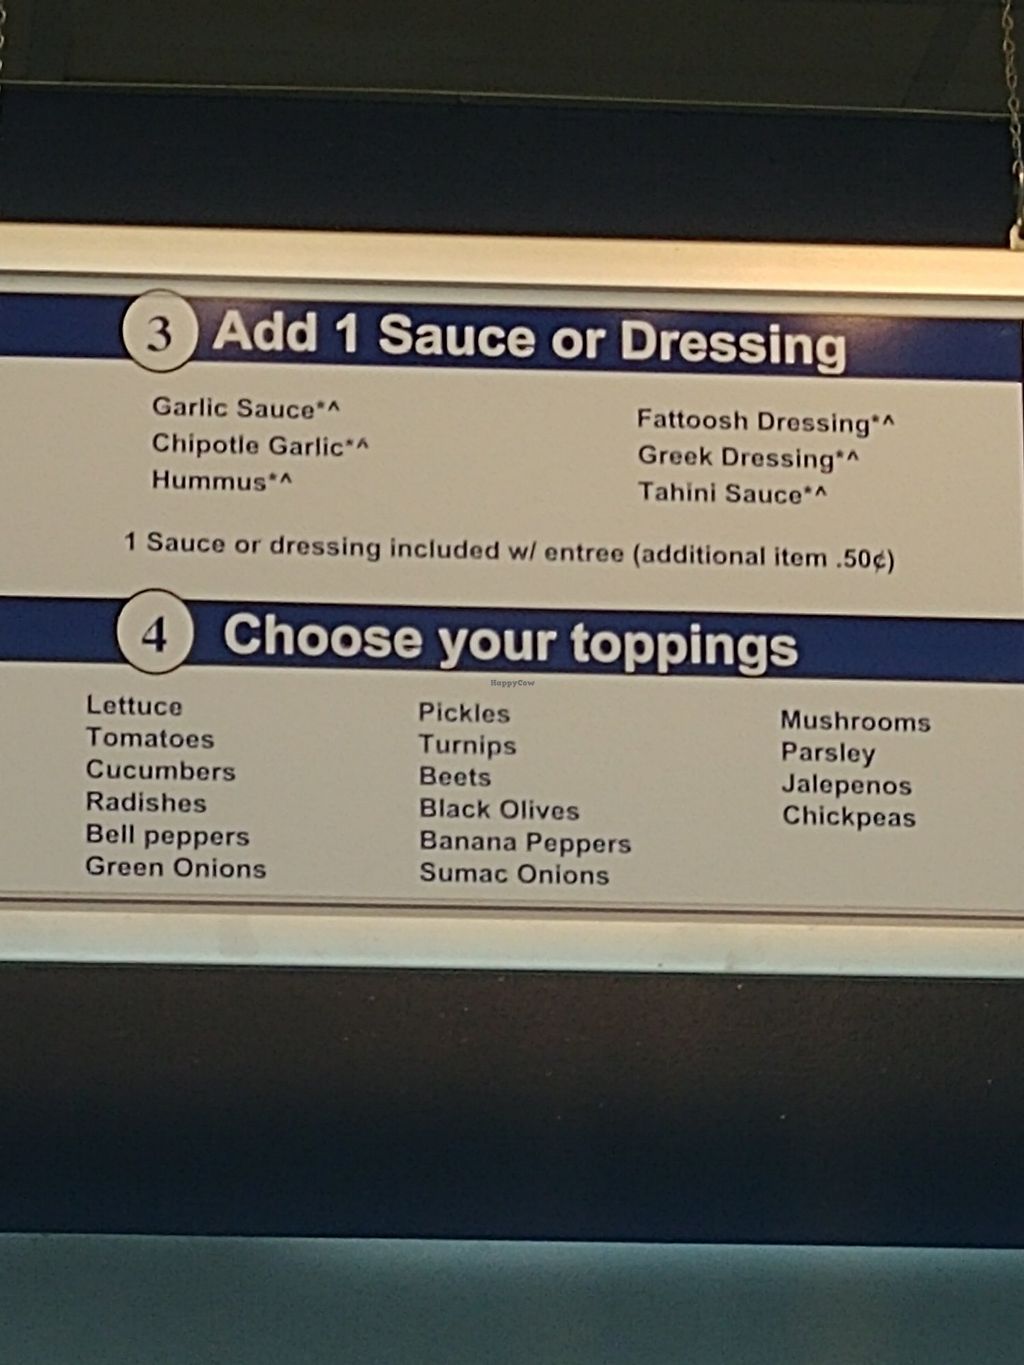 3 Add 1 Sauce or Dressing
Garlic Sauce*^
Chipotle Garlic*^
Hummus*^
Fattoosh Dressing*^
Greek Dressing*^
Tahini Sauce*^
1 Sauce or dressing included w/ entree (additional item .50¢)
4 Choose your toppings
HappyCow
Lettuce
Tomatoes
Cucumbers
Radishes
Bell peppers
Green Onions
Pickles
Turnips
Beets
Black Olives
Banana Peppers
Sumac Onions
Mushrooms
Parsley
Jalepenos
Chickpeas